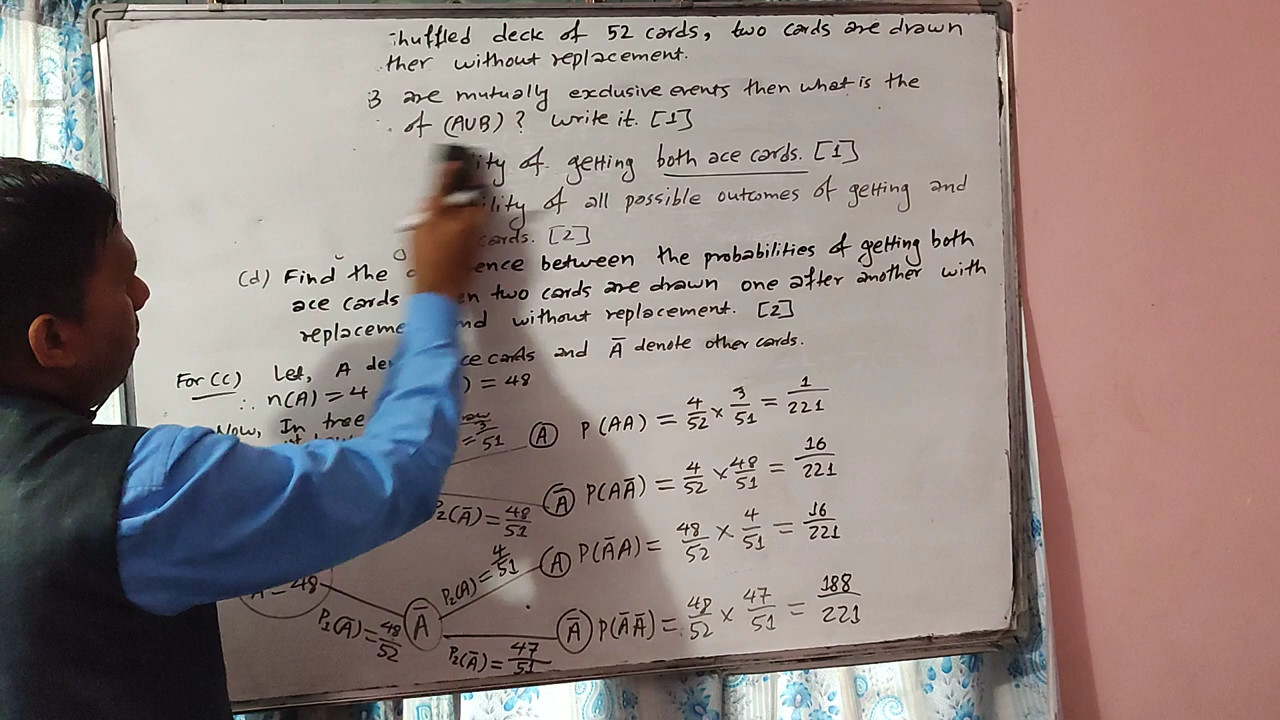 huffled deck of 52 cards, two cards are drawn
ther without replacement.
B are mutually exclusive events then what is the
of (AUB)? Write it. [1]
lity of getting both ace cards. [1]
ility of all possible outcomes of getting and
cards. [2]
(d) Find the d ence between the probabilities of getting both
ace cards en two cards are drawn one after another with
replaceme nd without replacement. [2]
For (c) Let, A den ce cards and Ā denote other cards.
∴ n(A) = 4 ) = 48
Now, In tree
= 3/51 (A) P(AA) = 4/52 × 3/51 = 1/221
P₂(Ā) = 48/51 (Ā) P(AĀ) = 4/52 × 48/51 = 16/221
P₂(A) = 4/51 (A) P(ĀA) = 48/52 × 4/51 = 16/221
= 48
P₁(Ā) = 48/52 (Ā)
P₂(Ā) = 47/51 (Ā) P(ĀĀ) = 48/52 × 47/51 = 188/221